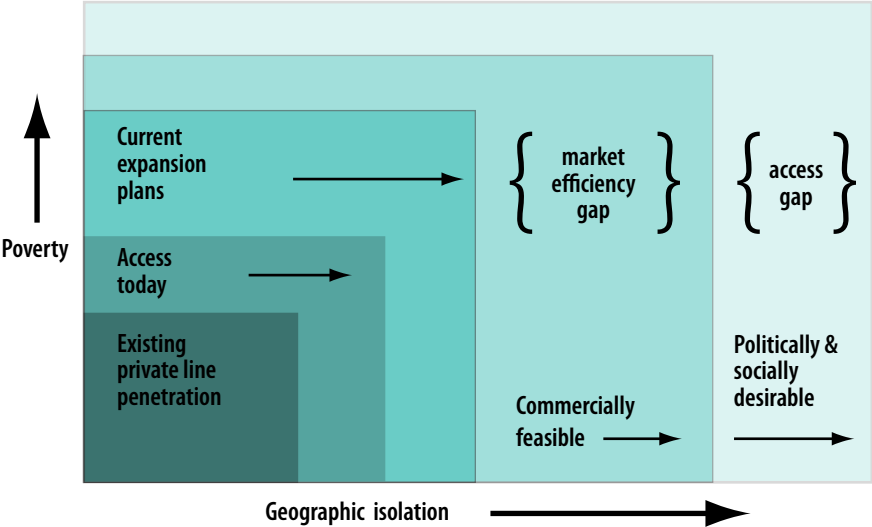 Current
expansion
plans
market
efficiency
gap
access
gap
Poverty
Access
today
Existing
private line
penetration
Commercially
feasible
Politically &
socially
desirable
Geographic isolation